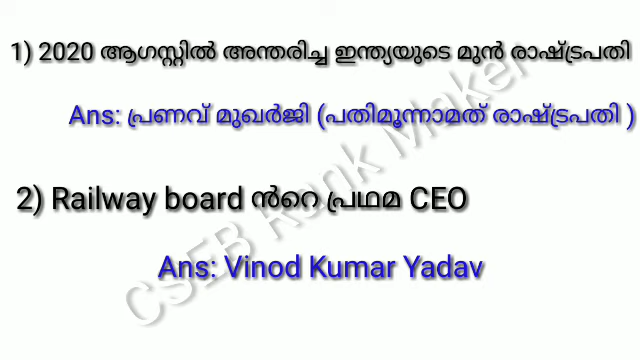 1) 2020 ആഗസ്റ്റിൽ അന്തരിച്ച ഇന്ത്യയുടെ മുൻ രാഷ്ട്രപതി
Ans: പ്രണവ് മുഖർജി (പതിമൂന്നാമത് രാഷ്ട്രപതി )
2) Railway board ൻറെ പ്രഥമ CEO
Ans: Vinod Kumar Yadav
CSEB Rank Maker